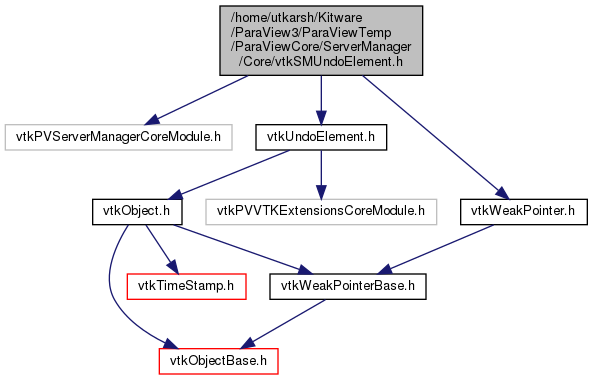 /home/utkarsh/Kitware
/ParaView3/ParaViewTemp
/ParaViewCore/ServerManager
/Core/vtkSMUndoElement.h
vtkPVServerManagerCoreModule.h
vtkUndoElement.h
vtkObject.h
vtkPVVTKExtensionsCoreModule.h
vtkWeakPointer.h
vtkTimeStamp.h
vtkWeakPointerBase.h
vtkObjectBase.h